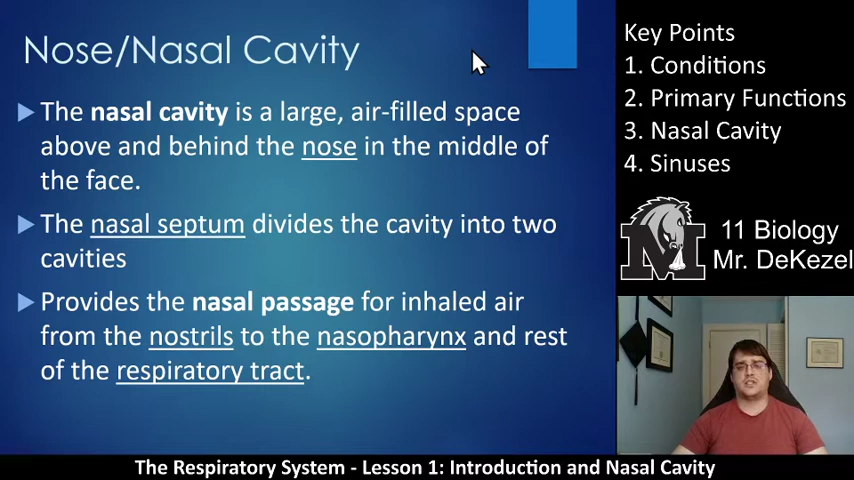 Nose/Nasal Cavity
The nasal cavity is a large, air-filled space
above and behind the nose in the middle of
the face.
The nasal septum divides the cavity into two
cavities
Provides the nasal passage for inhaled air
from the nostrils to the nasopharynx and rest
of the respiratory tract.
Key Points
1. Conditions
2. Primary Functions
3. Nasal Cavity
4. Sinuses
M
11 Biology
Mr. DeKezel
The Respiratory System - Lesson 1: Introduction and Nasal Cavity